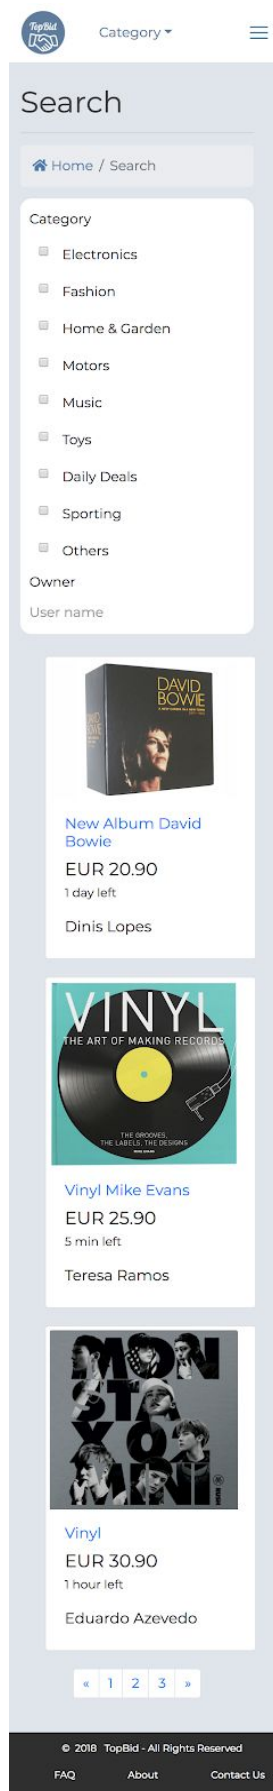 TopBid
Category
Search
Home / Search
Category
Electronics
Fashion
Home & Garden
Motors
Music
Toys
Daily Deals
Sporting
Others
Owner
User name
DAVID
BOWIE
New Album David
Bowie
EUR 20.90
1 day left
Dinis Lopes
VINYL
THE ART OF MAKING RECORDS
THE GROOVES,
THE LABELS, THE DESIGNS
Vinyl Mike Evans
EUR 25.90
5 min left
Teresa Ramos
MON
STA
X O.
MINI
Vinyl
EUR 30.90
1 hour left
Eduardo Azevedo
« 1 2 3 »
© 2018 TopBid - All Rights Reserved
FAQ About Contact Us